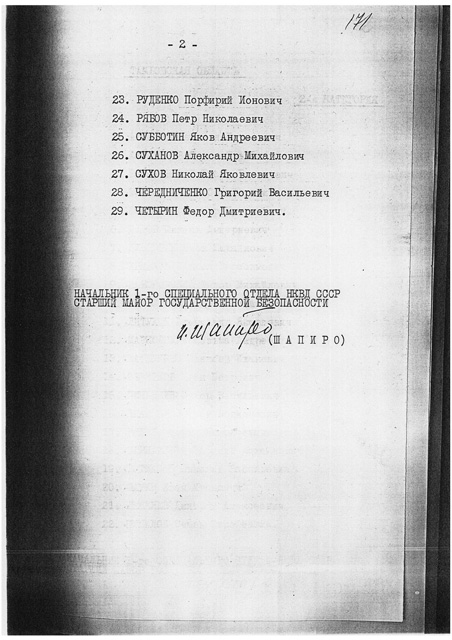 171
- 2 -
23. РУДЕНКО Порфирий Ионович
24. РЯБОВ Петр Николаевич
25. СУББОТИН Яков Андреевич
26. СУХАНОВ Александр Михайлович
27. СУХОВ Николай Яковлевич
28. ЧЕРЕДНИЧЕНКО Григорий Васильевич
29. ЧЕТЫРИН Федор Дмитриевич.
НАЧАЛЬНИК 1-го СПЕЦИАЛЬНОГО ОТДЕЛА НКВД СССР
СТАРШИЙ МАЙОР ГОСУДАРСТВЕННОЙ БЕЗОПАСНОСТИ
И. Шапиро
(ШАПИРО)